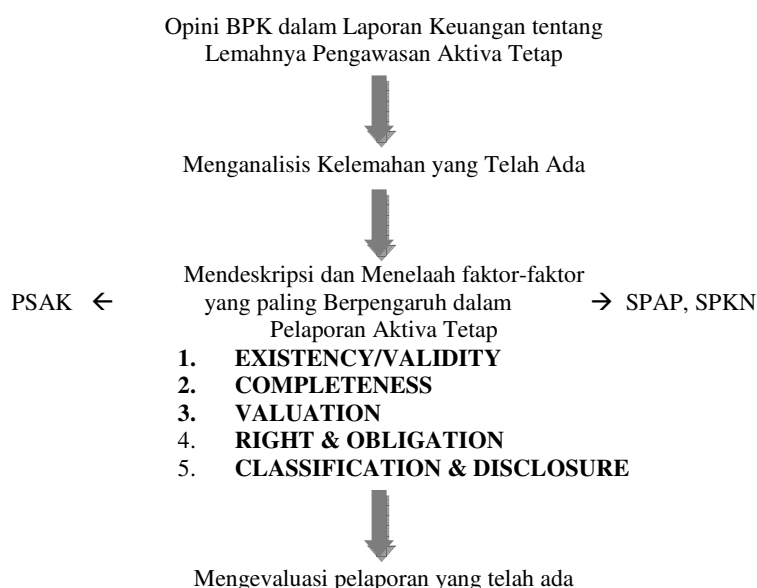 Opini BPK dalam Laporan Keuangan tentang
Lemahnya Pengawasan Aktiva Tetap
Menganalisis Kelemahan yang Telah Ada
Mendeskripsi dan Menelaah faktor-faktor
PSAK ← yang paling Berpengaruh dalam → SPAP, SPKN
Pelaporan Aktiva Tetap
1. EXISTENCY/VALIDITY
2. COMPLETENESS
3. VALUATION
4. RIGHT & OBLIGATION
5. CLASSIFICATION & DISCLOSURE
Mengevaluasi pelaporan yang telah ada